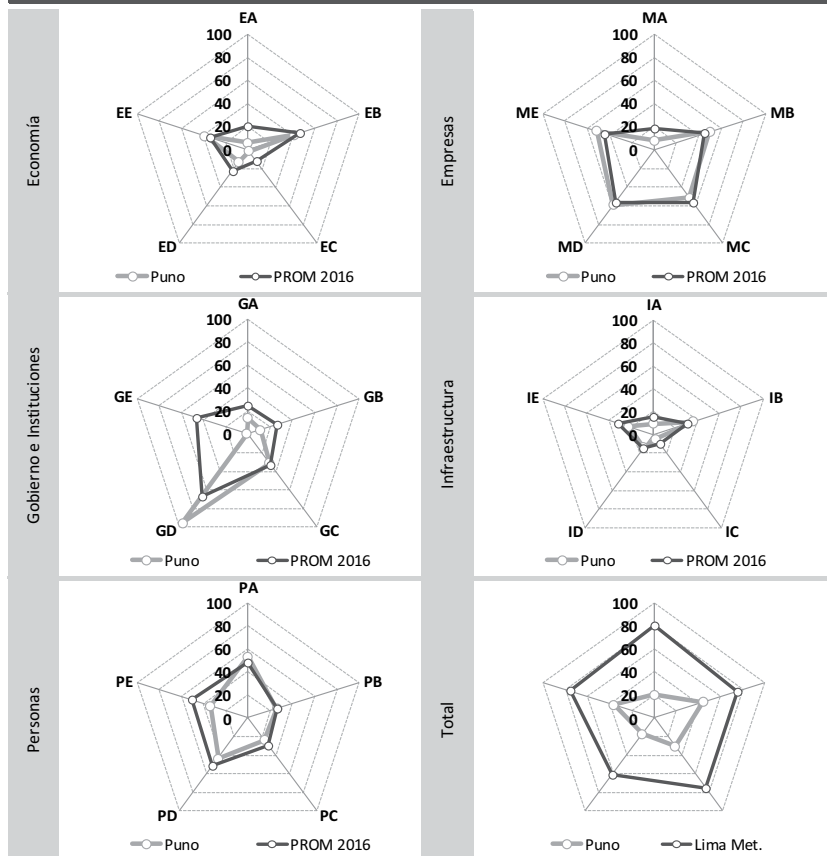 Economía
EA
100
80
60
40
20
0
EB
EC
ED
EE
Puno PROM 2016
Empresas
MA
100
80
60
40
20
0
MB
MC
MD
ME
Puno PROM 2016
Gobierno e Instituciones
GA
100
80
60
40
20
0
GB
GC
GD
GE
Puno PROM 2016
Infraestructura
IA
100
80
60
40
20
0
IB
IC
ID
IE
Puno PROM 2016
Personas
PA
100
80
60
40
20
0
PB
PC
PD
PE
Puno PROM 2016
Total
100
80
60
40
20
0
Puno Lima Met.